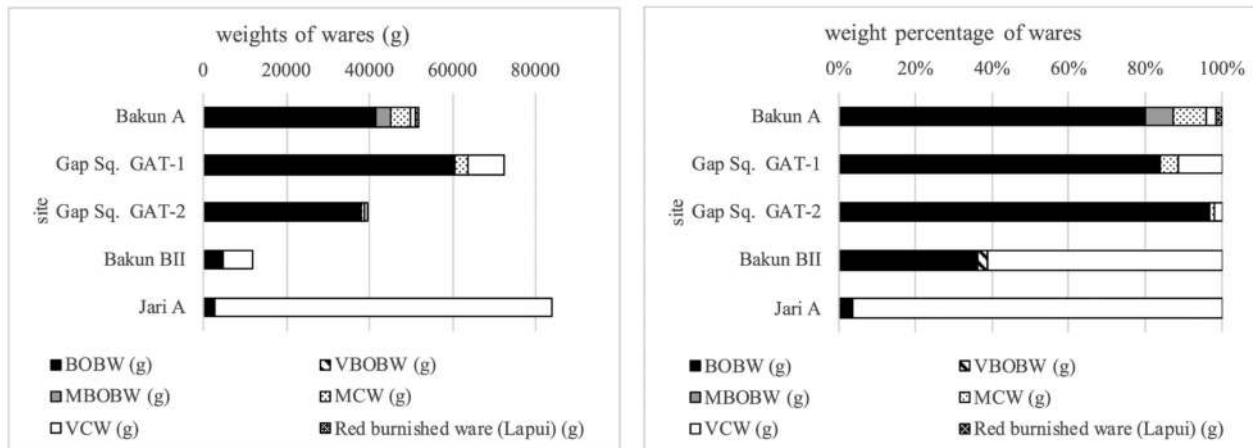 weights of wares (g)
0 20000 40000 60000 80000
site
Bakun A
Gap Sq. GAT-1
Gap Sq. GAT-2
Bakun BII
Jari A
BOBW (g) VBOBW (g)
MBOBW (g) MCW (g)
VCW (g) Red burnished ware (Lapui) (g)
weight percentage of wares
0% 20% 40% 60% 80% 100%
site
Bakun A
Gap Sq. GAT-1
Gap Sq. GAT-2
Bakun BII
Jari A
BOBW (g) VBOBW (g)
MBOBW (g) MCW (g)
VCW (g) Red burnished ware (Lapui) (g)